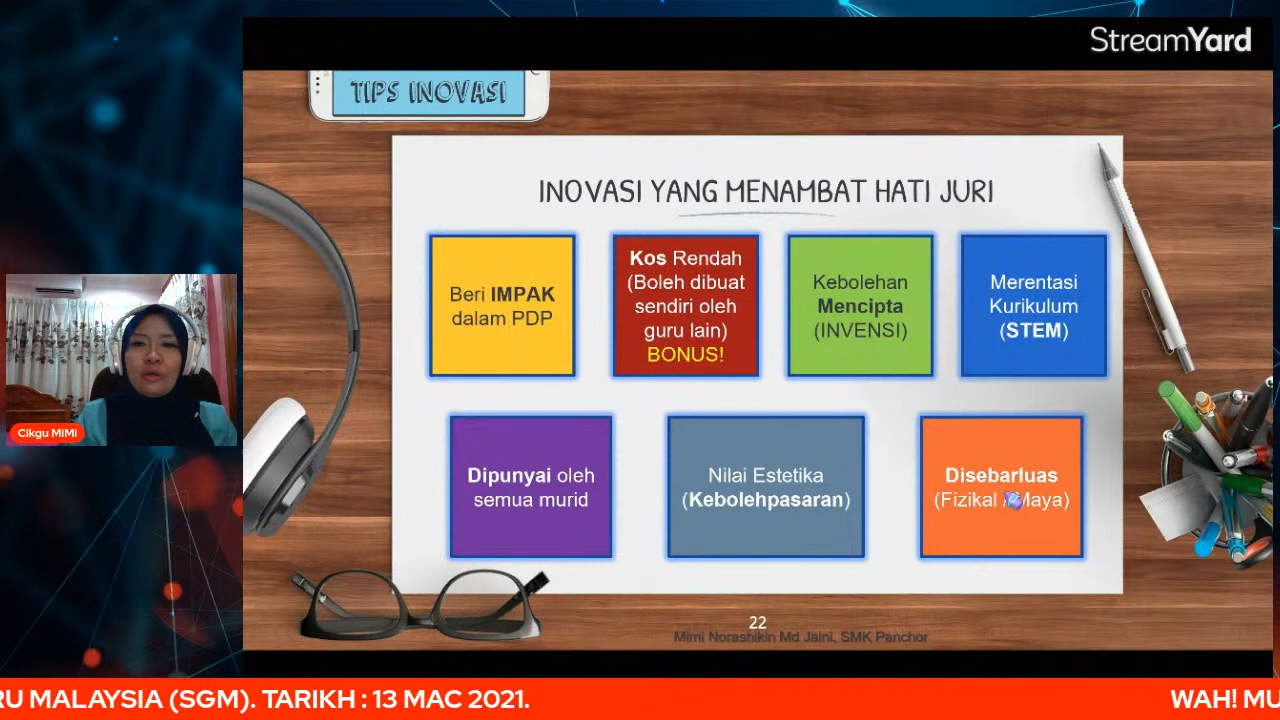 StreamYard
TIPS INOVASI
INOVASI YANG MENAMBAT HATI JURI
Beri IMPAK
dalam PDP
Kos Rendah
(Boleh dibuat
sendiri oleh
guru lain)
BONUS!
Kebolehan
Mencipta
(INVENSI)
Merentasi
Kurikulum
(STEM)
Dipunyai oleh
semua murid
Nilai Estetika
(Kebolehpasaran)
Disebarluas
(Fizikal Maya)
Cikgu MiMi
22
Mimi Norashikin Md Jaini, SMK Panchor
RU MALAYSIA (SGM). TARIKH : 13 MAC 2021.
WAH! MU